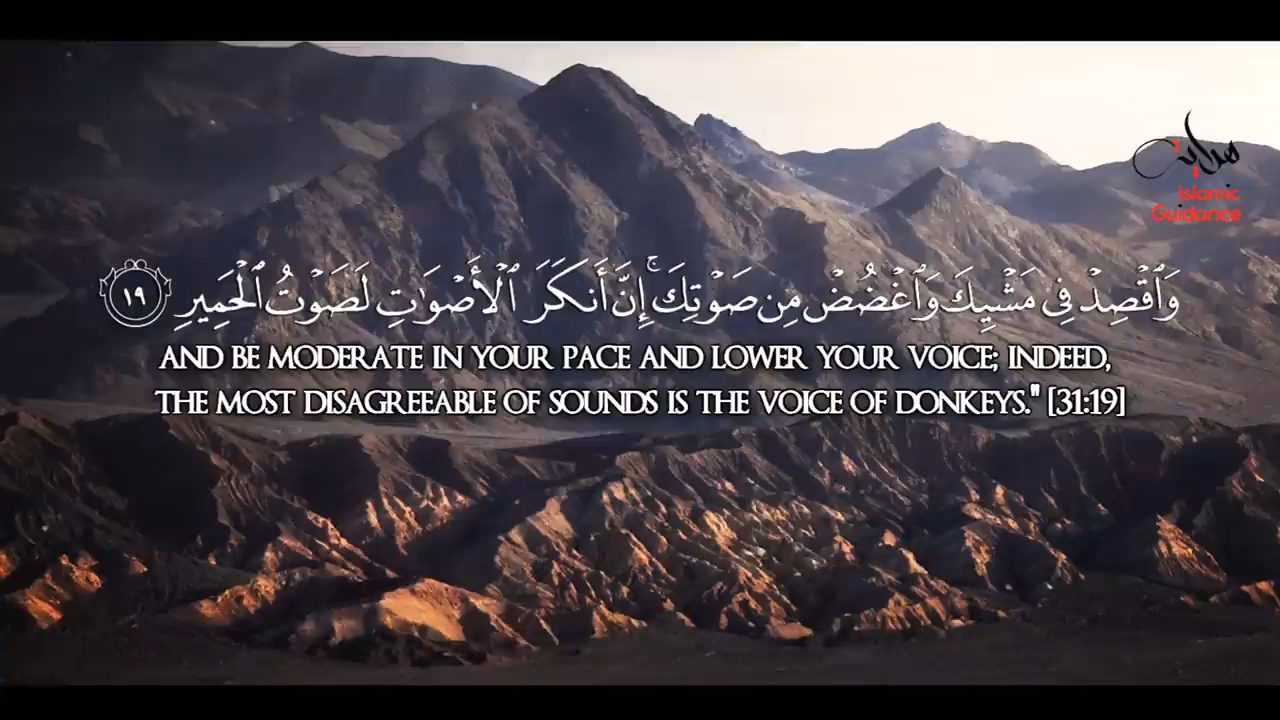 هداية
Islamic
Guidance
وَٱقْصِدْ فِى مَشْيِكَ وَٱغْضُضْ مِن صَوْتِكَ ۚ إِنَّ أَنكَرَ ٱلْأَصْوَٰتِ لَصَوْتُ ٱلْحَمِيرِ ١٩
AND BE MODERATE IN YOUR PACE AND LOWER YOUR VOICE; INDEED,
THE MOST DISAGREEABLE OF SOUNDS IS THE VOICE OF DONKEYS." [31:19]